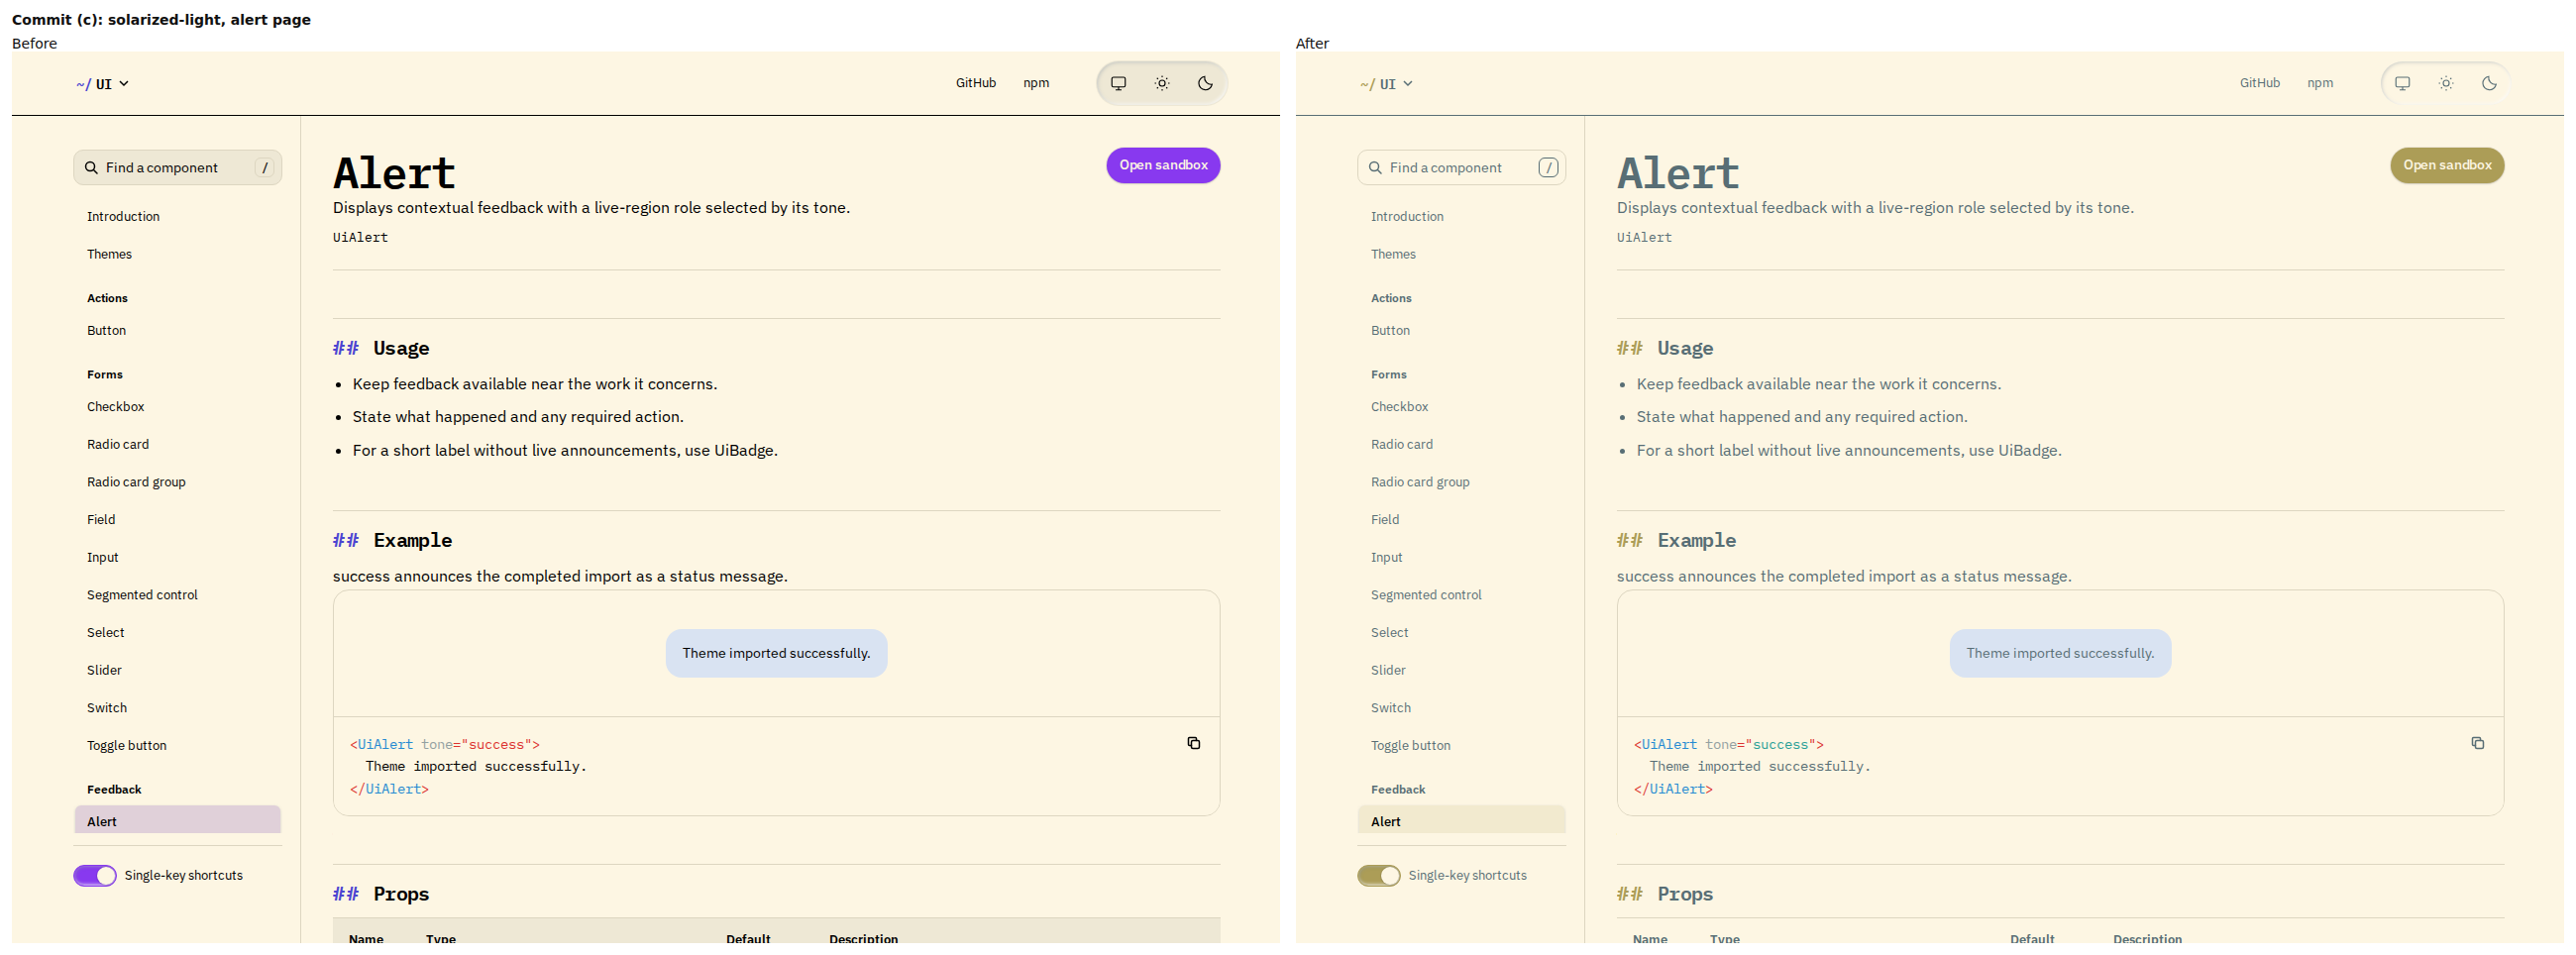 Commit (c): solarized-light, alert page
Before
~/ UI
GitHub npm
Find a component /
Introduction
Themes
Actions
Button
Forms
Checkbox
Radio card
Radio card group
Field
Input
Segmented control
Select
Slider
Switch
Toggle button
Feedback
Alert
Single-key shortcuts
Alert
Open sandbox
Displays contextual feedback with a live-region role selected by its tone.
UiAlert
## Usage
• Keep feedback available near the work it concerns.
• State what happened and any required action.
• For a short label without live announcements, use UiBadge.
## Example
success announces the completed import as a status message.
Theme imported successfully.
<UiAlert tone="success">
Theme imported successfully.
</UiAlert>
## Props
Name Type Default Description
After
~/ UI
GitHub npm
Find a component /
Introduction
Themes
Actions
Button
Forms
Checkbox
Radio card
Radio card group
Field
Input
Segmented control
Select
Slider
Switch
Toggle button
Feedback
Alert
Single-key shortcuts
Alert
Open sandbox
Displays contextual feedback with a live-region role selected by its tone.
UiAlert
## Usage
• Keep feedback available near the work it concerns.
• State what happened and any required action.
• For a short label without live announcements, use UiBadge.
## Example
success announces the completed import as a status message.
Theme imported successfully.
<UiAlert tone="success">
Theme imported successfully.
</UiAlert>
## Props
Name Type Default Description